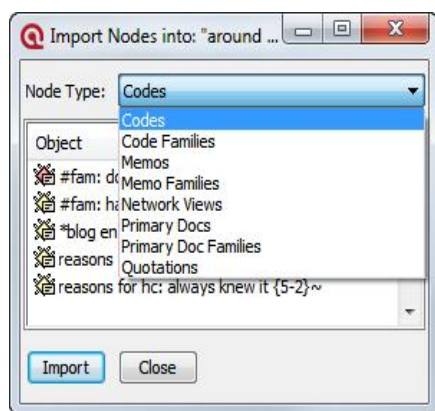 Import Nodes into: "around ...
Node Type: Codes
Object
Codes
Code Families
Memos
Memo Families
Network Views
Primary Docs
Primary Doc Families
Quotations
#fam: d
#fam: ha
*blog en
reasons
reasons for hc: always knew it {5-2}~
Import Close